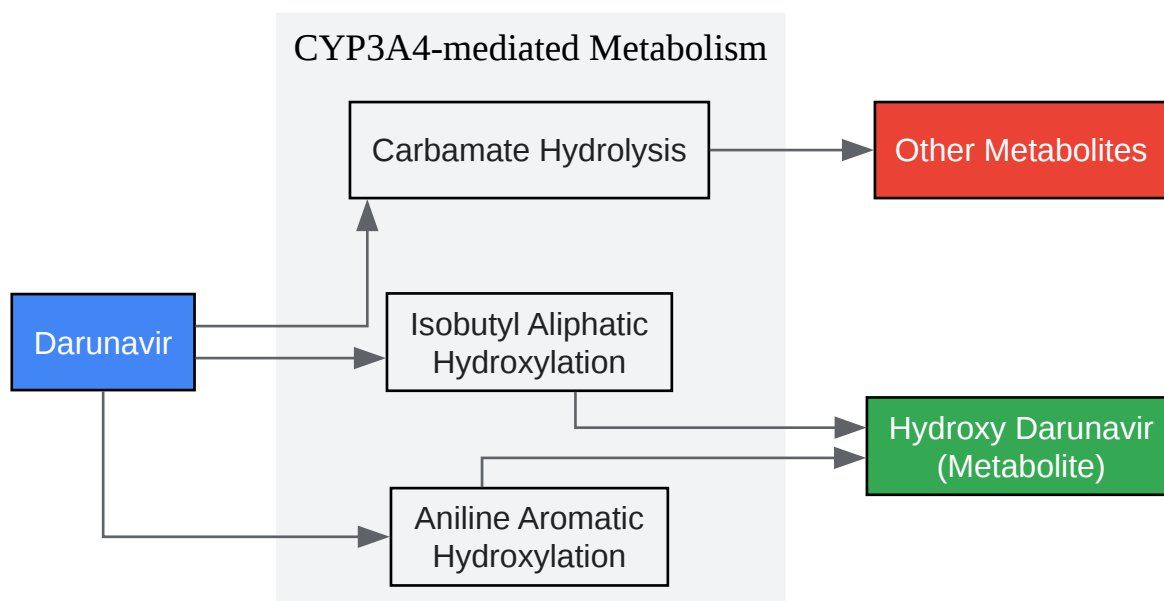 CYP3A4-mediated Metabolism
Carbamate Hydrolysis
Other Metabolites
Darunavir
Isobutyl Aliphatic
Hydroxylation
Hydroxy Darunavir
(Metabolite)
Aniline Aromatic
Hydroxylation